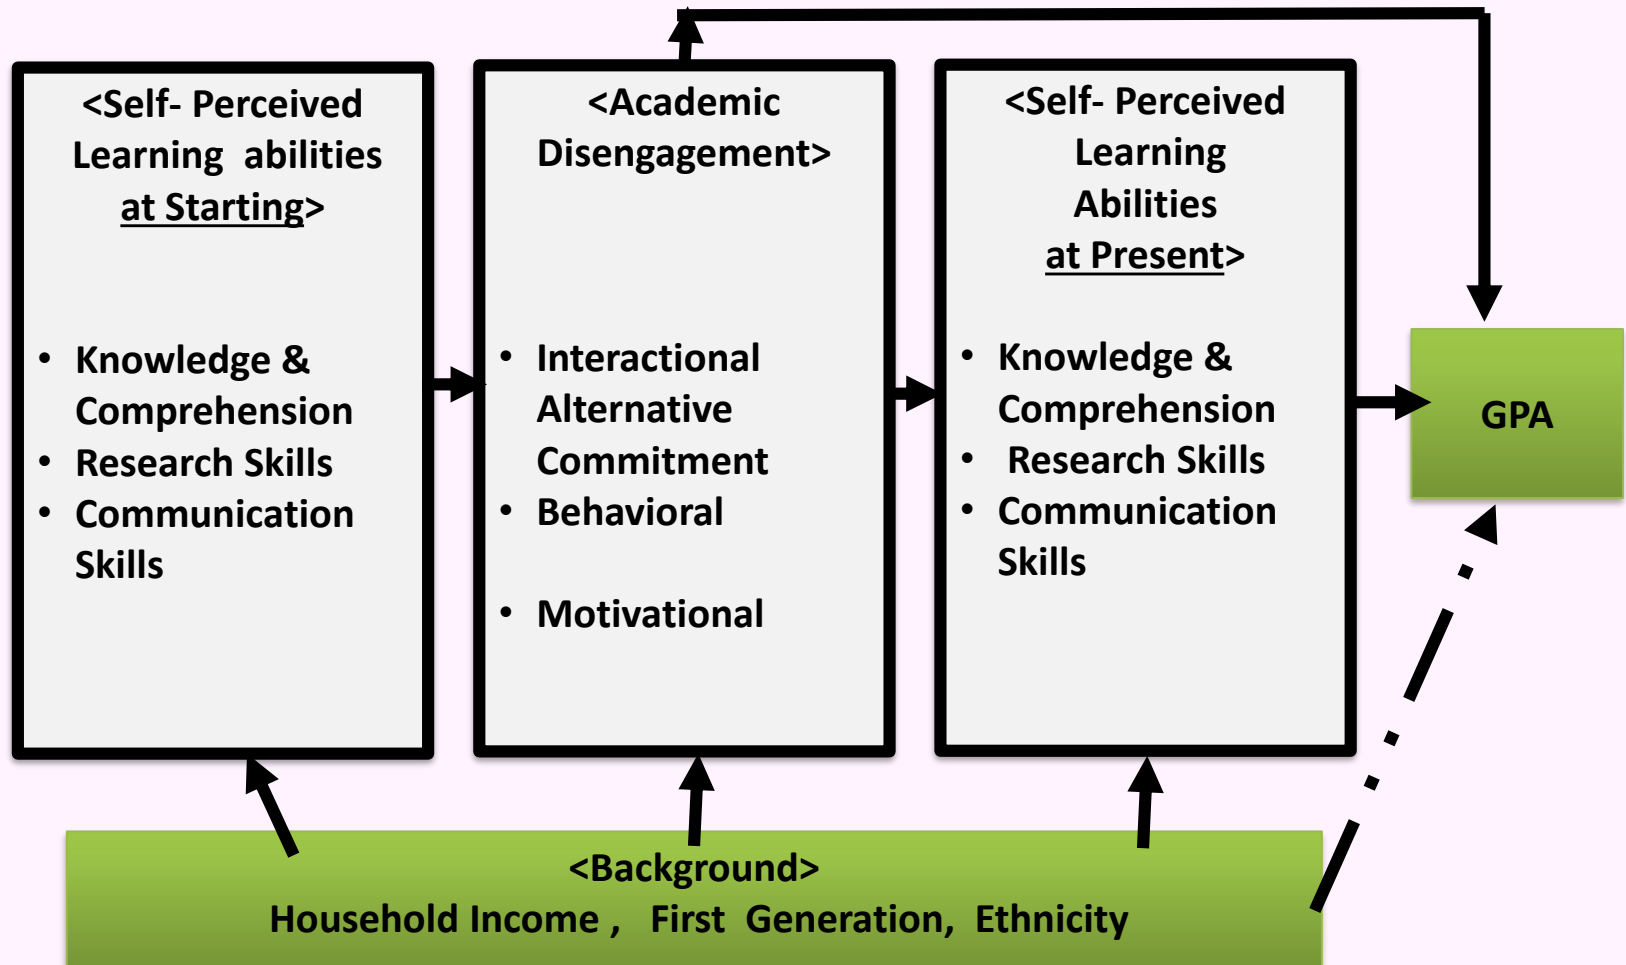 <Self- Perceived
Learning abilities
at Starting>
• Knowledge &
Comprehension
• Research Skills
• Communication
Skills
<Academic
Disengagement>
• Interactional
Alternative
Commitment
• Behavioral
• Motivational
<Self- Perceived
Learning
Abilities
at Present>
• Knowledge &
Comprehension
• Research Skills
• Communication
Skills
GPA
<Background>
Household Income , First Generation, Ethnicity